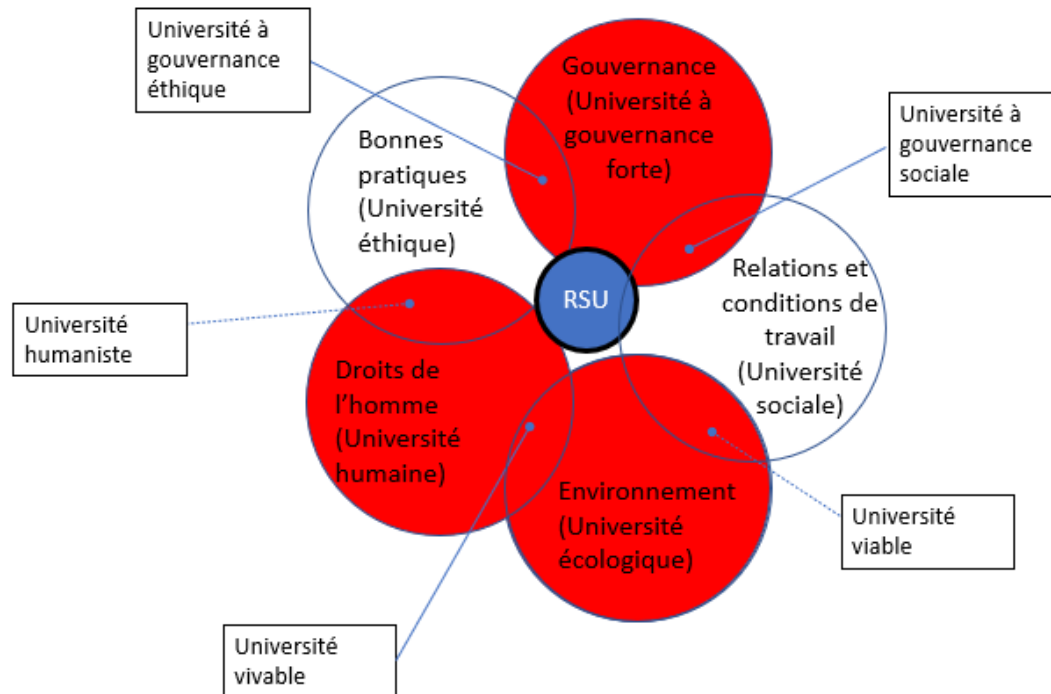 Université à
gouvernance
éthique
Gouvernance
(Université à
gouvernance
forte)
Université à
gouvernance
sociale
Bonnes
pratiques
(Université
éthique)
RSU
Relations et
conditions de
travail
(Université
sociale)
Université
humaniste
Droits de
l'homme
(Université
humaine)
Environnement
(Université
écologique)
Université
viable
Université
vivable